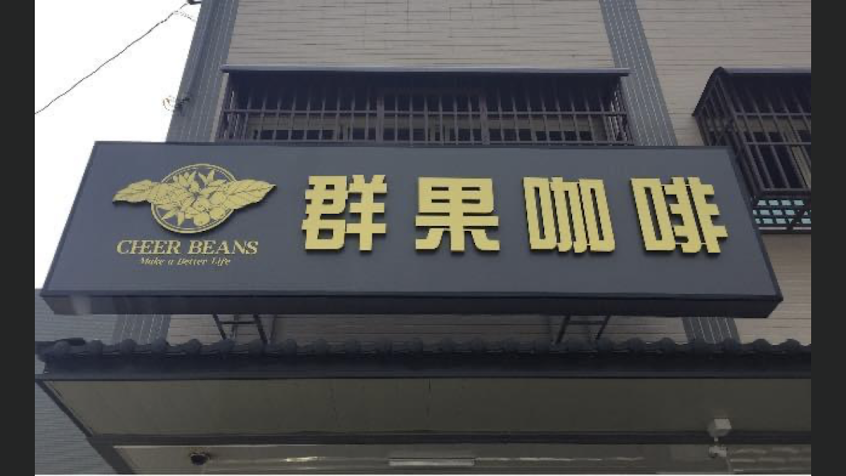 群果咖啡
CHEER BEANS
Make a Better Life